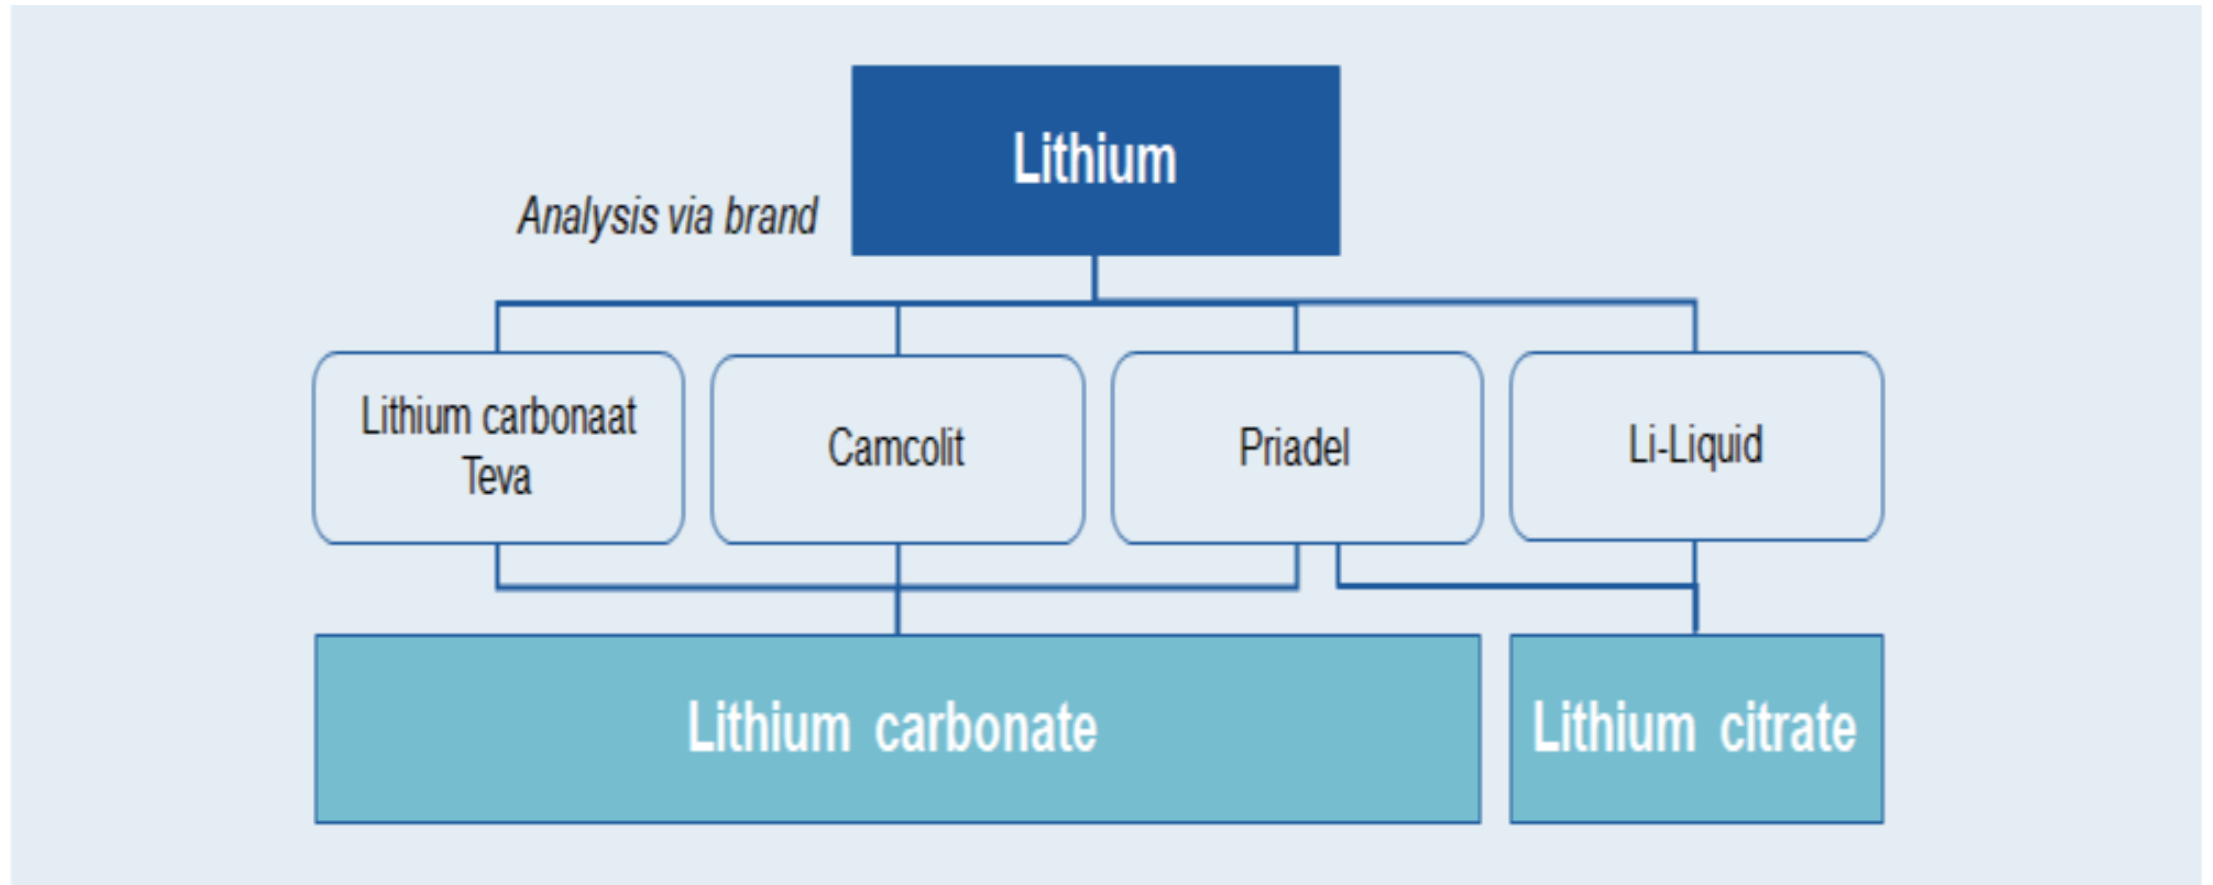 Lithium
Analysis via brand
Lithium carbonaat
Teva
Camcolit
Priadel
Li-Liquid
Lithium carbonate
Lithium citrate